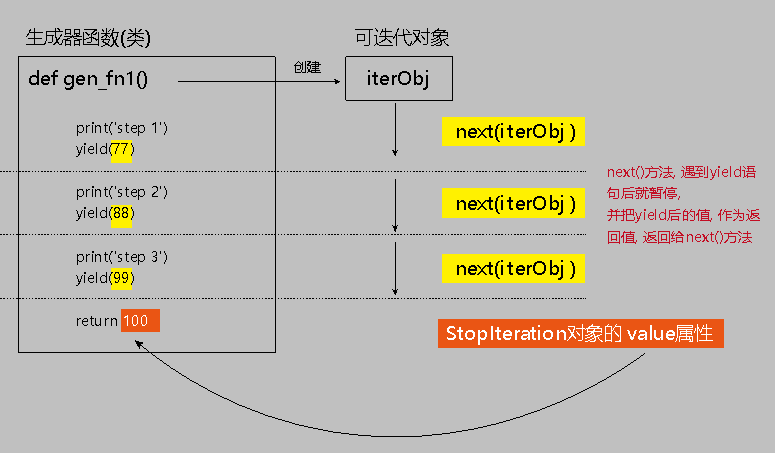 生成器函数(类)
可迭代对象
def gen_fn1()
创建
iterObj
print('step 1')
yield(77)
next(iterObj )
print('step 2')
yield(88)
next(iterObj )
next()方法, 遇到yield语
句后就暂停,
并把yield后的值, 作为返
回值, 返回给next()方法
print('step 3')
yield(99)
next(iterObj )
return 100
StopIteration对象的 value属性